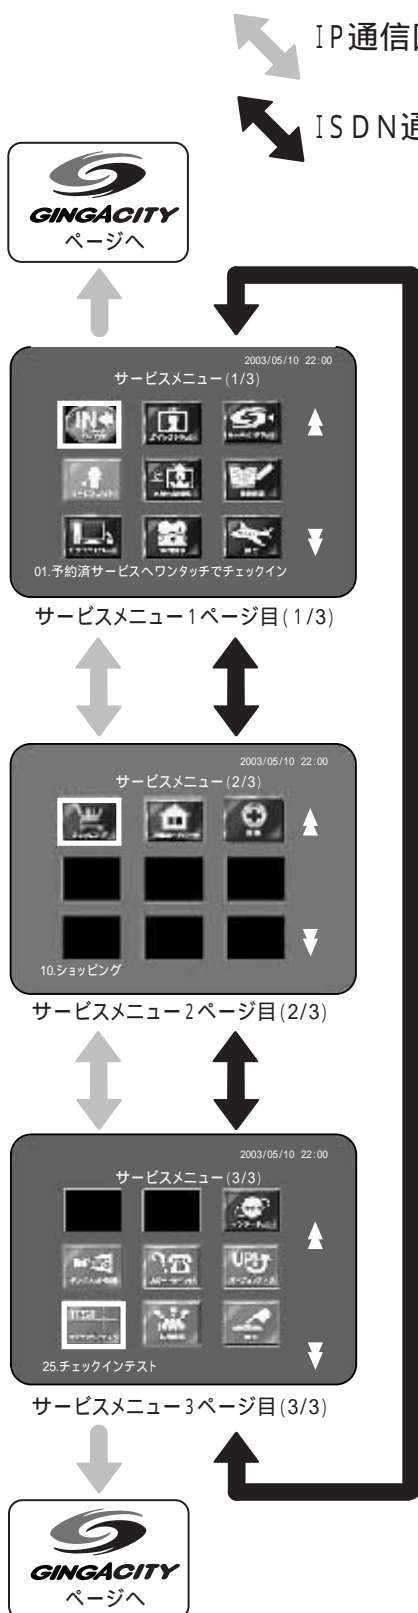 IP通信
ISDN通
GINGACITY
ページへ
2003/05/10 22:00
サービスメニュー(1/3)
IN
01.予約済サービスへワンタッチでチェックイン
サービスメニュー1ページ目(1/3)
2003/05/10 22:00
サービスメニュー(2/3)
10.ショッピング
サービスメニュー2ページ目(2/3)
2003/05/10 22:00
サービスメニュー(3/3)
UP!
TEST
25.チェックインテスト
サービスメニュー3ページ目(3/3)
GINGACITY
ページへ